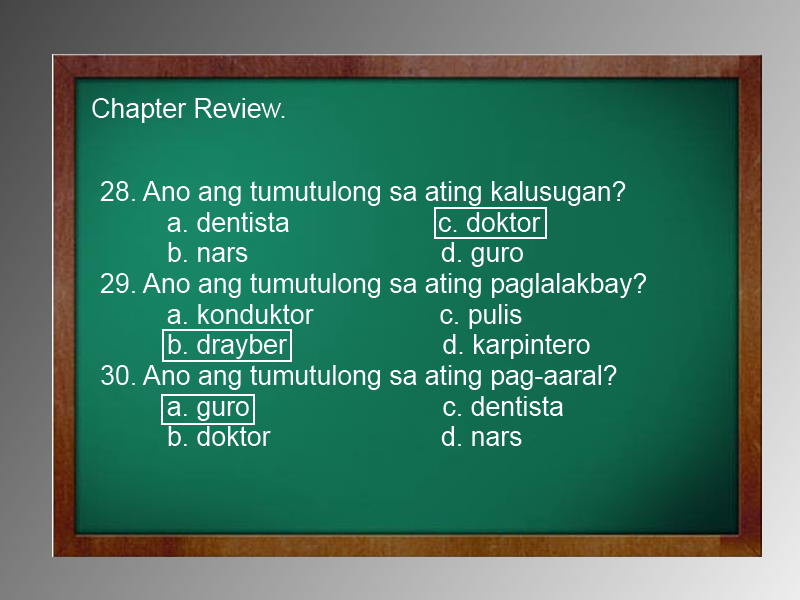 Chapter Review.
28. Ano ang tumutulong sa ating kalusugan?
a. dentista c. doktor
b. nars d. guro
29. Ano ang tumutulong sa ating paglalakbay?
a. konduktor c. pulis
b. drayber d. karpintero
30. Ano ang tumutulong sa ating pag-aaral?
a. guro c. dentista
b. doktor d. nars